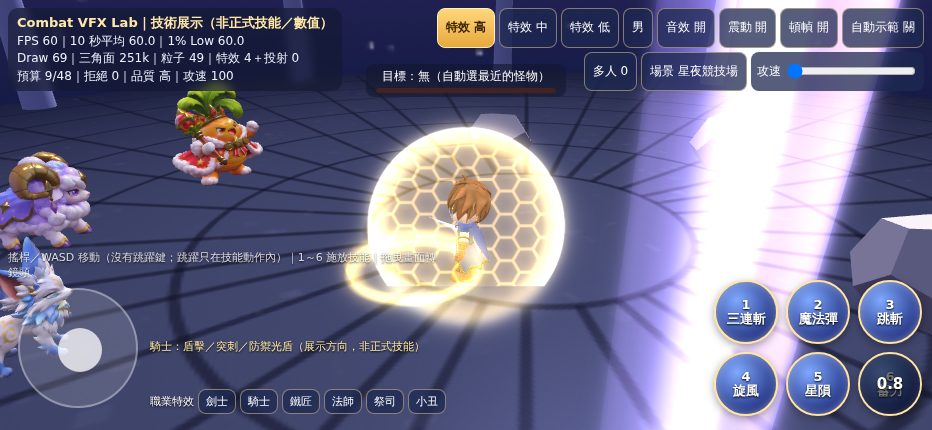 Combat VFX Lab｜技術展示（非正式技能／數值）
FPS 60｜10 秒平均 60.0｜1% Low 60.0
Draw 69｜三角面 251k｜粒子 49｜特效 4＋投射 0
預算 9/48｜拒絕 0｜品質 高｜攻速 100
特效 高
特效 中
特效 低
男
音效 開
震動 開
頓幀 開
自動示範 關
多人 0
場景 星夜競技場
攻速
目標：無（自動選最近的怪物）
搖桿／WASD 移動（沒有跳躍鍵；跳躍只在技能動作內）｜1～6 施放技能｜拖曳畫面轉
鏡頭
1
三連斬
2
魔法彈
3
跳斬
4
旋風
5
星隕
0.8
騎士：盾擊／突刺／防禦光盾（展示方向，非正式技能）
職業特效
劍士
騎士
鐵匠
法師
祭司
小丑